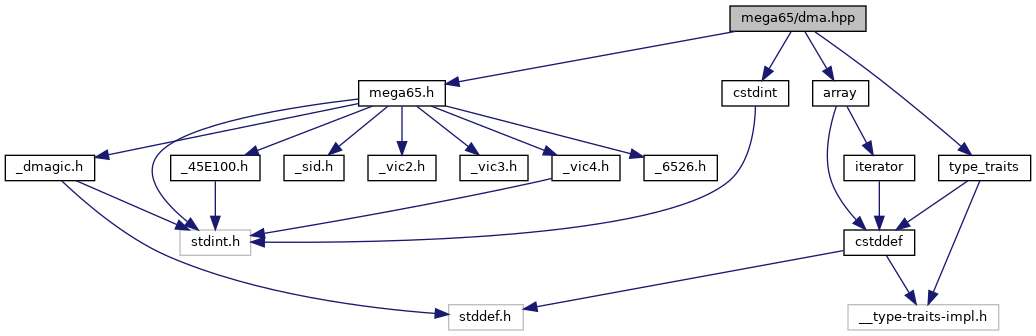 mega65/dma.hpp
mega65.h
cstdint
array
_dmagic.h
_45E100.h
_sid.h
_vic2.h
_vic3.h
_vic4.h
_6526.h
iterator
type_traits
stdint.h
cstddef
stddef.h
__type-traits-impl.h